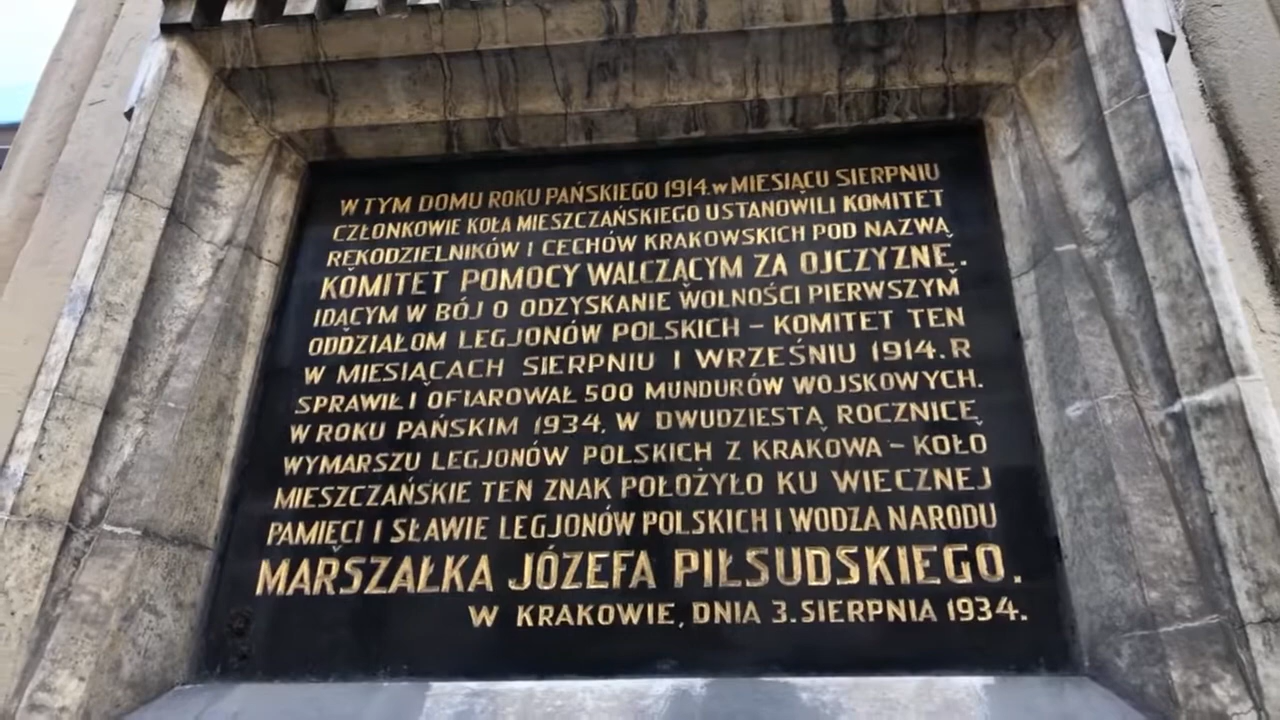 W TYM DOMU ROKU PAŃSKIEGO 1914. W MIESIĄCU SIERPNIU
CZŁONKOWIE KOŁA MIESZCZAŃSKIEGO USTANOWILI KOMITET
RĘKODZIELNIKÓW I CECHÓW KRAKOWSKICH POD NAZWĄ
KOMITET POMOCY WALCZĄCYM ZA OJCZYZNĘ.
IDĄCYM W BÓJ O ODZYSKANIE WOLNOŚCI PIERWSZYM
ODDZIAŁOM LEGJONÓW POLSKICH – KOMITET TEN
W MIESIĄCACH SIERPNIU I WRZEŚNIU 1914. R
SPRAWIŁ I OFIAROWAŁ 500 MUNDURÓW WOJSKOWYCH.
W ROKU PAŃSKIM 1934, W DWUDZIESTĄ ROCZNICĘ
WYMARSZU LEGJONÓW POLSKICH Z KRAKOWA – KOŁO
MIESZCZAŃSKIE TEN ZNAK POŁOŻYŁO KU WIECZNEJ
PAMIĘCI I SŁAWIE LEGJONÓW POLSKICH I WODZA NARODU
MARSZAŁKA JÓZEFA PIŁSUDSKIEGO.
W KRAKOWIE, DNIA 3. SIERPNIA 1934.